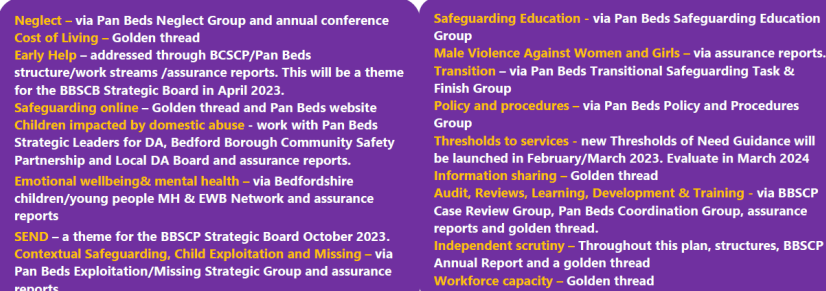 Neglect – via Pan Beds Neglect Group and annual conference
Cost of Living – Golden thread
Early Help – addressed through BCSCP/Pan Beds
structure/work streams /assurance reports. This will be a theme
for the BBSCB Strategic Board in April 2023.
Safeguarding online – Golden thread and Pan Beds website
Children impacted by domestic abuse - work with Pan Beds
Strategic Leaders for DA, Bedford Borough Community Safety
Partnership and Local DA Board and assurance reports.
Emotional wellbeing& mental health – via Bedfordshire
children/young people MH & EWB Network and assurance
reports
SEND – a theme for the BBSCP Strategic Board October 2023.
Contextual Safeguarding, Child Exploitation and Missing – via
Pan Beds Exploitation/Missing Strategic Group and assurance
reports
Safeguarding Education - via Pan Beds Safeguarding Education
Group
Male Violence Against Women and Girls – via assurance reports.
Transition – via Pan Beds Transitional Safeguarding Task &
Finish Group
Policy and procedures – via Pan Beds Policy and Procedures
Group
Thresholds to services - new Thresholds of Need Guidance will
be launched in February/March 2023. Evaluate in March 2024
Information sharing – Golden thread
Audit, Reviews, Learning, Development & Training - via BBSCP
Case Review Group, Pan Beds Coordination Group, assurance
reports and golden thread.
Independent scrutiny – Throughout this plan, structures, BBSCP
Annual Report and a golden thread
Workforce capacity – Golden thread